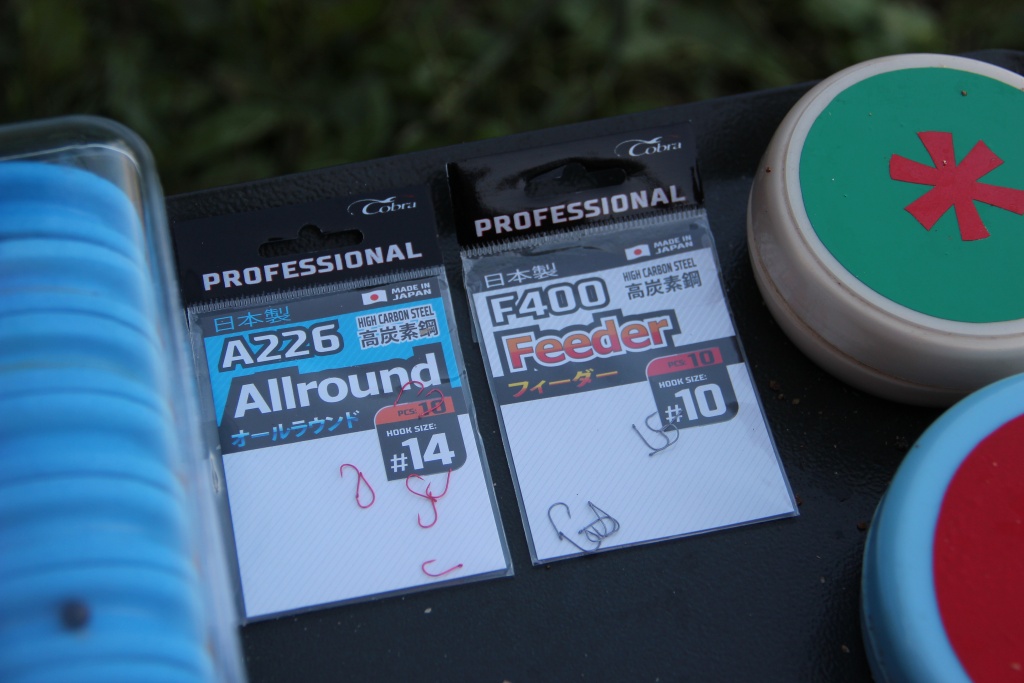 Cobra
PROFESSIONAL
MADE IN
JAPAN
日本製
A226
HIGH CARBON STEEL
高炭素鋼
Allround
オールラウンド
PCS:
HOOK SIZE:
#14
Cobra
PROFESSIONAL
MADE IN
JAPAN
日本製
F400
HIGH CARBON STEEL
高炭素鋼
Feeder
フィーダー
PCS 10
HOOK SIZE:
#10